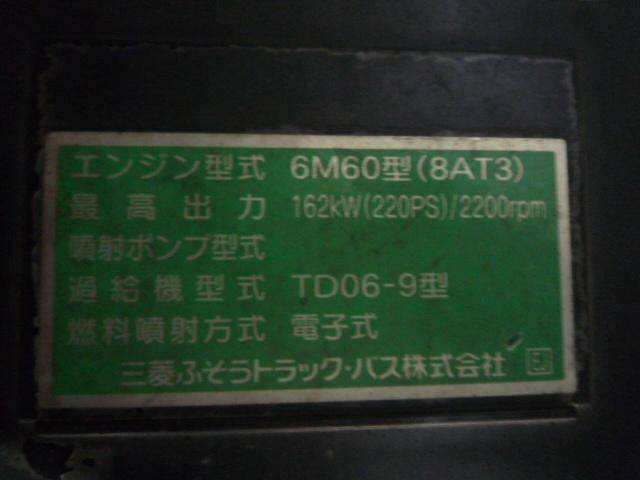 エンジン型式 6M60型(8AT3)
最高出力 162kW(220PS)/2200rpm
噴射ポンプ型式
過給機型式 TD06-9型
燃料噴射方式 電子式
三菱ふそうトラック・バス株式会社